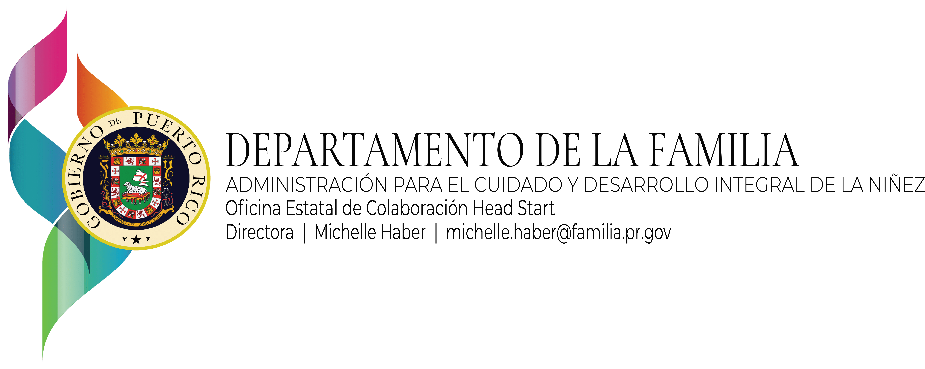 GOBIERNO DE PUERTO RICO
DEPARTAMENTO DE LA FAMILIA
ADMINISTRACIÓN PARA EL CUIDADO Y DESARROLLO INTEGRAL DE LA NIÑEZ
Oficina Estatal de Colaboración Head Start
Directora | Michelle Haber | michelle.haber@familia.pr.gov